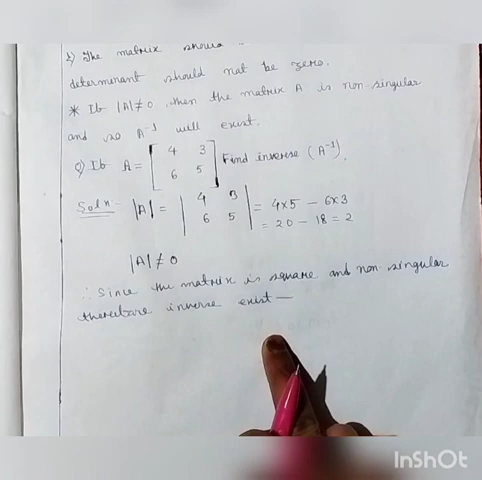 2) The matrix should
determinant should not be zero.
* If |A| ≠ 0, then the matrix A is non singular
and so A⁻¹ will exist.
Q) If A = [4 3; 6 5] Find inverse (A⁻¹).
Soln: |A| = |4 3; 6 5| = 4×5 − 6×3
= 20 − 18 = 2
|A| ≠ 0
∴ Since the matrix is square and non singular
therefore inverse exist —
InShOt